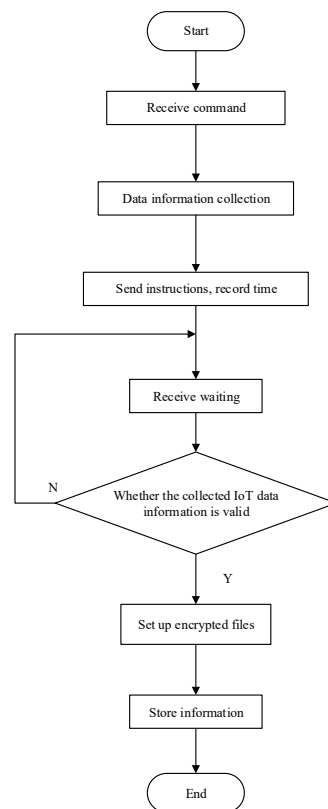 Start
Receive command
Data information collection
Send instructions, record time
Receive waiting
Whether the collected IoT data
information is valid
N
Y
Set up encrypted files
Store information
End